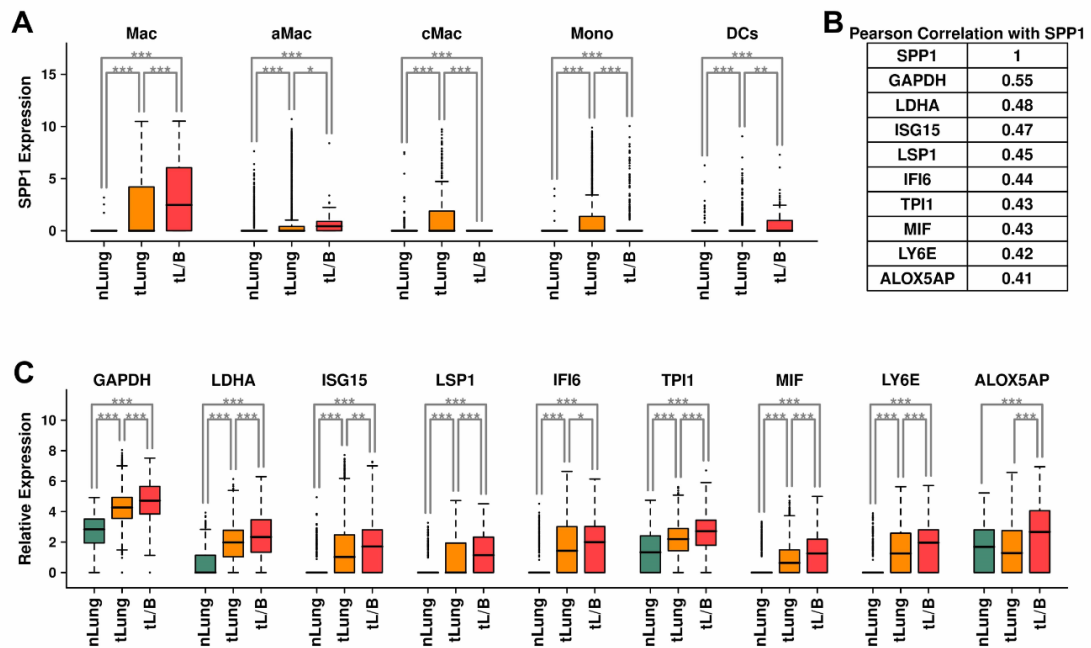 A
Mac
aMac
cMac
Mono
DCs
***
*** ***
***
*** *
***
*** ***
***
*** ***
***
*** **
SPP1 Expression
15
10
5
0
nLung
tLung
tL/B
nLung
tLung
tL/B
nLung
tLung
tL/B
nLung
tLung
tL/B
nLung
tLung
tL/B
B
Pearson Correlation with SPP1
SPP1 1
GAPDH 0.55
LDHA 0.48
ISG15 0.47
LSP1 0.45
IFI6 0.44
TPI1 0.43
MIF 0.43
LY6E 0.42
ALOX5AP 0.41
C
GAPDH
LDHA
ISG15
LSP1
IFI6
TPI1
MIF
LY6E
ALOX5AP
***
*** ***
***
*** ***
***
*** **
***
*** ***
***
*** *
***
*** ***
***
*** ***
***
*** ***
***
***
Relative Expression
10
8
6
4
2
0
nLung
tLung
tL/B
nLung
tLung
tL/B
nLung
tLung
tL/B
nLung
tLung
tL/B
nLung
tLung
tL/B
nLung
tLung
tL/B
nLung
tLung
tL/B
nLung
tLung
tL/B
nLung
tLung
tL/B